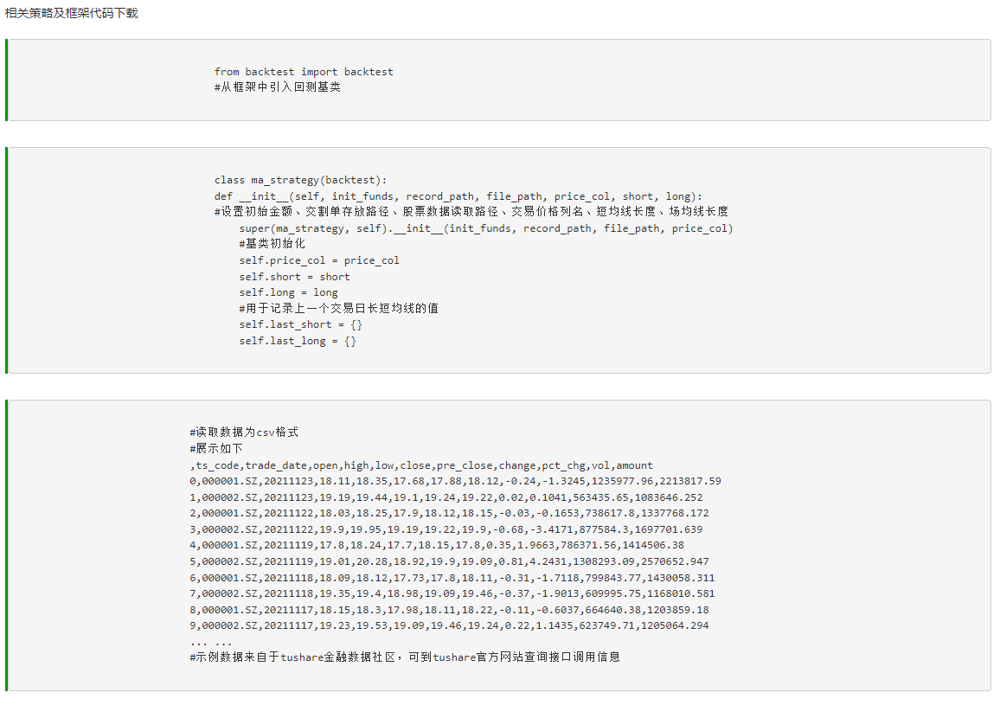 相关策略及框架代码下载
from backtest import backtest
#从框架中引入回测基类
class ma_strategy(backtest):
def __init__(self, init_funds, record_path, file_path, price_col, short, long):
#设置初始金额、交割单存放路径、股票数据读取路径、交易价格列名、短均线长度、场均线长度
super(ma_strategy, self).__init__(init_funds, record_path, file_path, price_col)
#基类初始化
self.price_col = price_col
self.short = short
self.long = long
#用于记录上一个交易日长短均线的值
self.last_short = {}
self.last_long = {}
#读取数据为csv格式
#展示如下
,ts_code,trade_date,open,high,low,close,pre_close,change,pct_chg,vol,amount
0,000001.SZ,20211123,18.11,18.35,17.68,17.88,18.12,-0.24,-1.3245,1235977.96,2213817.59
1,000002.SZ,20211123,19.19,19.44,19.1,19.24,19.22,0.02,0.1041,563435.65,1083646.252
2,000001.SZ,20211122,18.03,18.25,17.9,18.12,18.15,-0.03,-0.1653,738617.8,1337768.172
3,000002.SZ,20211122,19.9,19.95,19.19,19.22,19.9,-0.68,-3.4171,877584.3,1697701.639
4,000001.SZ,20211119,17.8,18.24,17.7,18.15,17.8,0.35,1.9663,786371.56,1414506.38
5,000002.SZ,20211119,19.01,20.28,18.92,19.9,19.09,0.81,4.2431,1308293.09,2570652.947
6,000001.SZ,20211118,18.09,18.12,17.73,17.8,18.11,-0.31,-1.7118,799843.77,1430058.311
7,000002.SZ,20211118,19.35,19.4,18.98,19.09,19.46,-0.37,-1.9013,609995.75,1168010.581
8,000001.SZ,20211117,18.15,18.3,17.98,18.11,18.22,-0.11,-0.6037,664640.38,1203859.18
9,000002.SZ,20211117,19.23,19.53,19.09,19.46,19.24,0.22,1.1435,623749.71,1205064.294
... ...
#示例数据来自于tushare金融数据社区，可到tushare官方网站查询接口调用信息